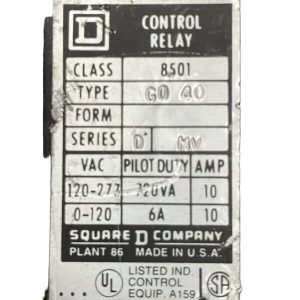 D
CONTROL
RELAY
CLASS 8501
TYPE GO 40
FORM
SERIES D MV
VAC PILOT DUTY AMP
120-277 720VA 10
0-120 6A 10
SQUARE D COMPANY
PLANT 86 MADE IN U.S.A.
UL LISTED IND. CONTROL EQUIP. A159 SA